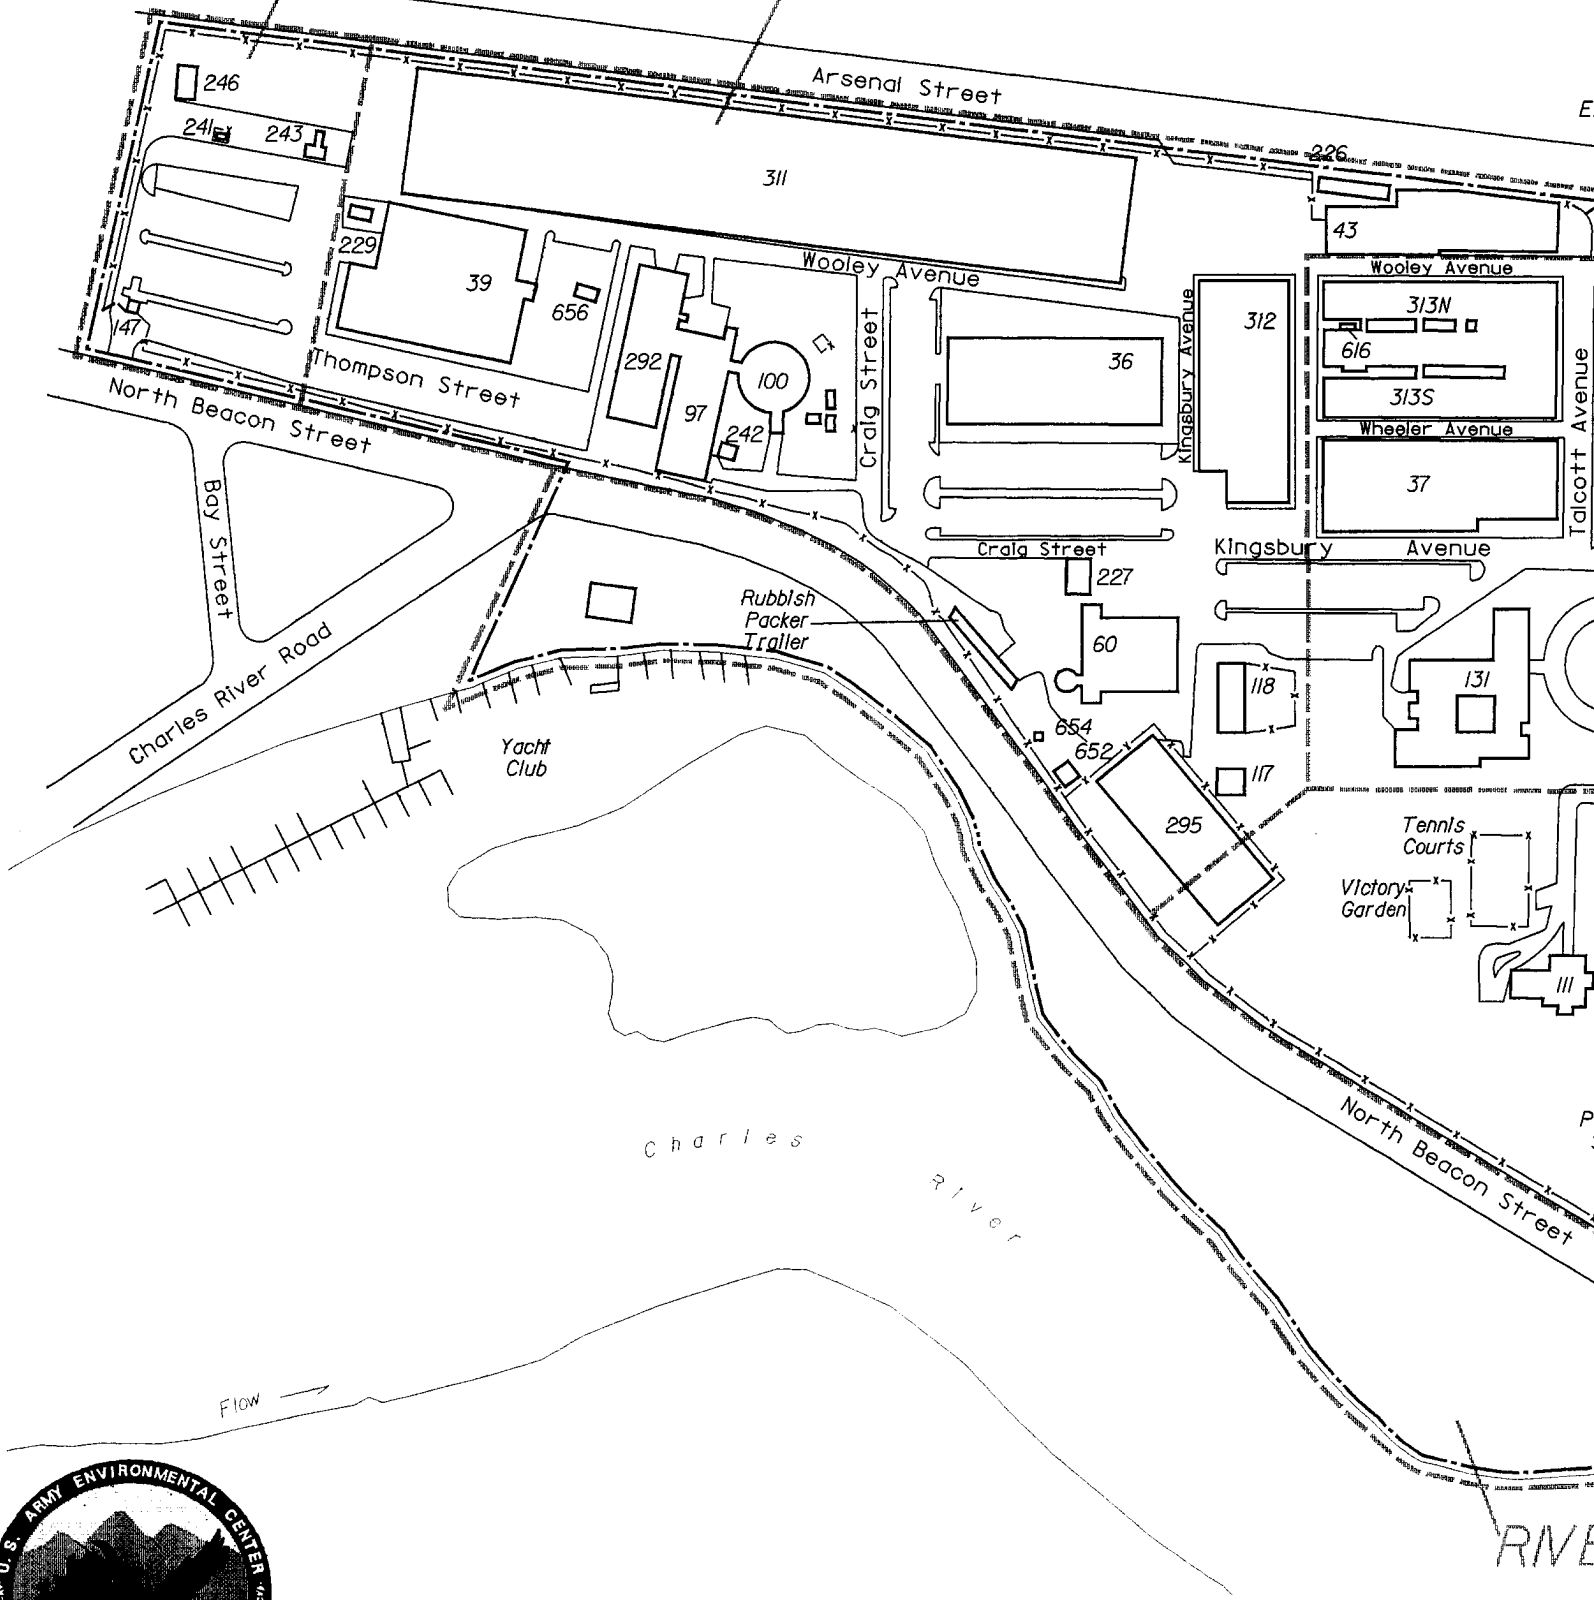 Arsenal Street
E
246
241
243
226
311
43
229
Wooley Avenue
Wooley Avenue
39
656
313N
312
616
Thompson Street
292
100
36
Craig Street
Kingsbury Avenue
313S
Talcott Avenue
147
97
242
Wheeler Avenue
North Beacon Street
37
Bay Street
Craig Street
Kingsbury Avenue
227
Rubbish
Packer
Trailer
60
118
131
Charles River Road
654
652
117
Yacht
Club
295
Tennis
Courts
Victory
Garden
111
North Beacon Street
P
Charles
River
Flow
U.S. ARMY ENVIRONMENTAL CENTER
RIVE